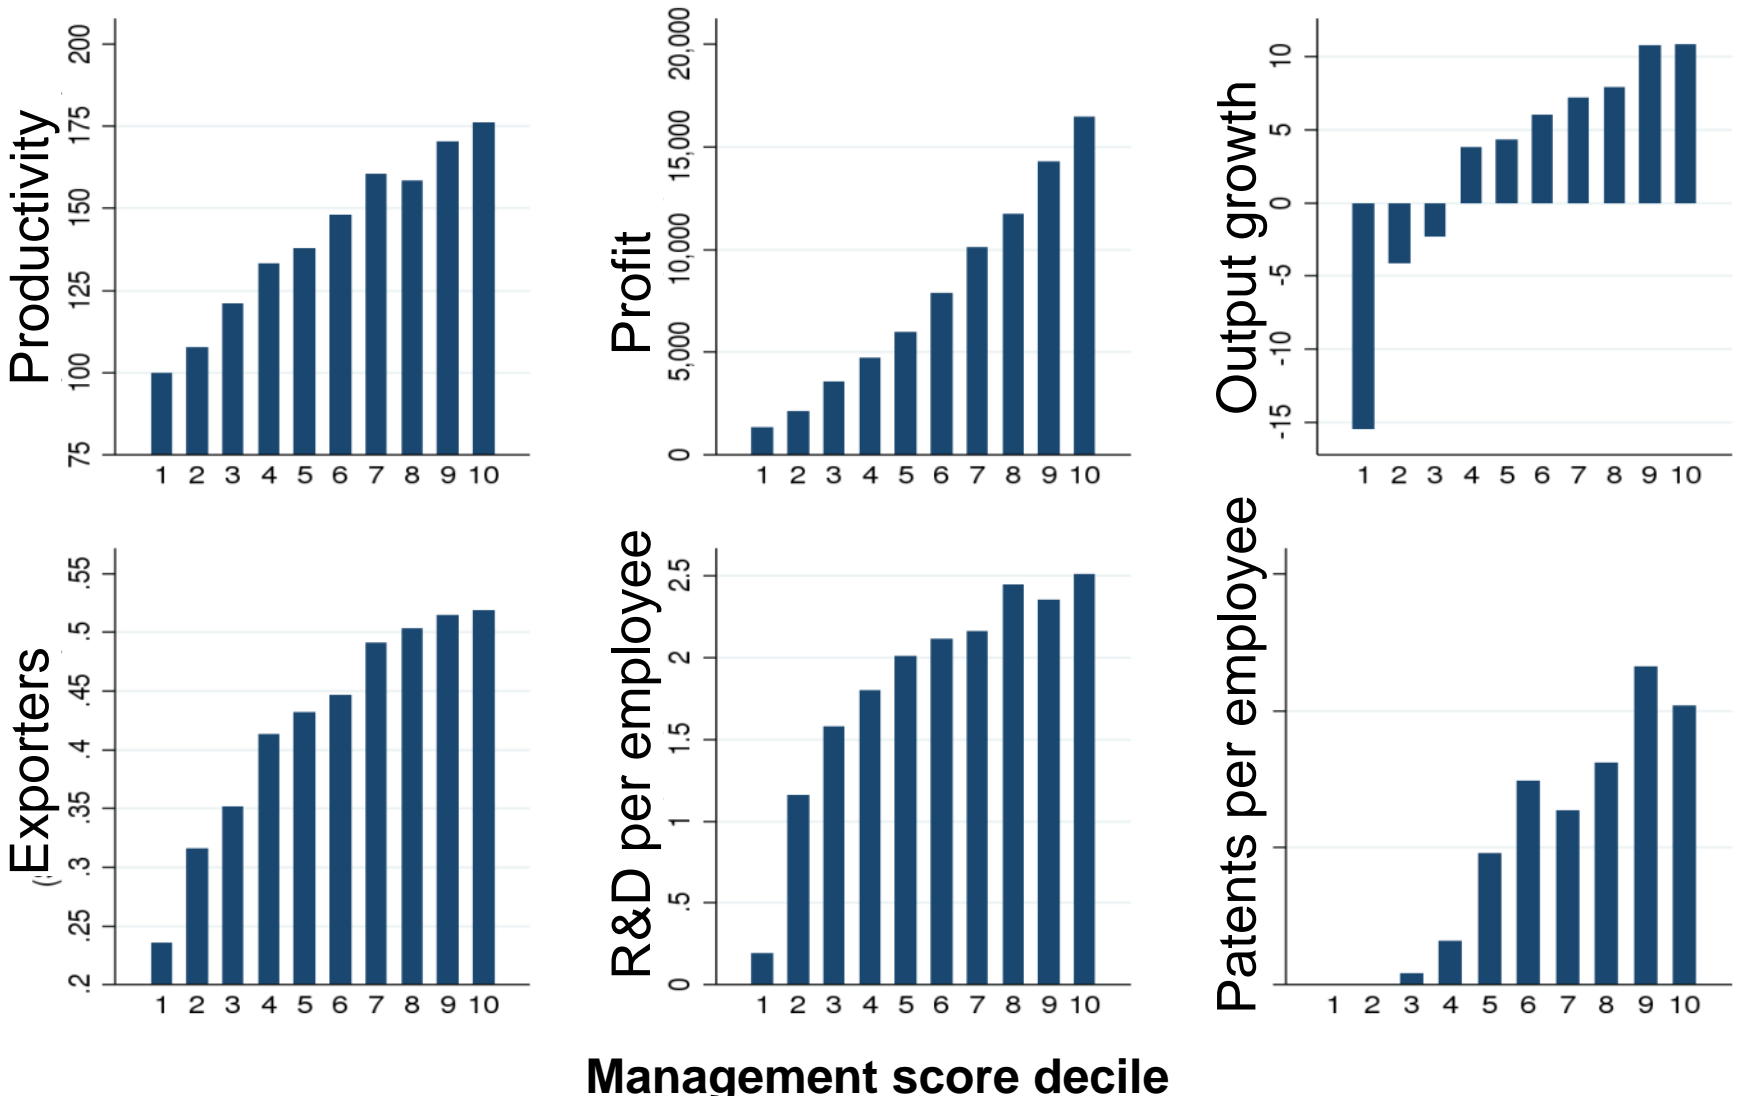 Productivity
200
175
150
125
100
75
1 2 3 4 5 6 7 8 9 10
Profit
20,000
15,000
10,000
5,000
0
1 2 3 4 5 6 7 8 9 10
Output growth
10
5
0
-5
-10
-15
1 2 3 4 5 6 7 8 9 10
Exporters
.55
.5
.45
.4
.35
.3
.25
.2
1 2 3 4 5 6 7 8 9 10
R&D per employee
2.5
2
1.5
1
.5
0
1 2 3 4 5 6 7 8 9 10
Patents per employee
1 2 3 4 5 6 7 8 9 10
Management score decile